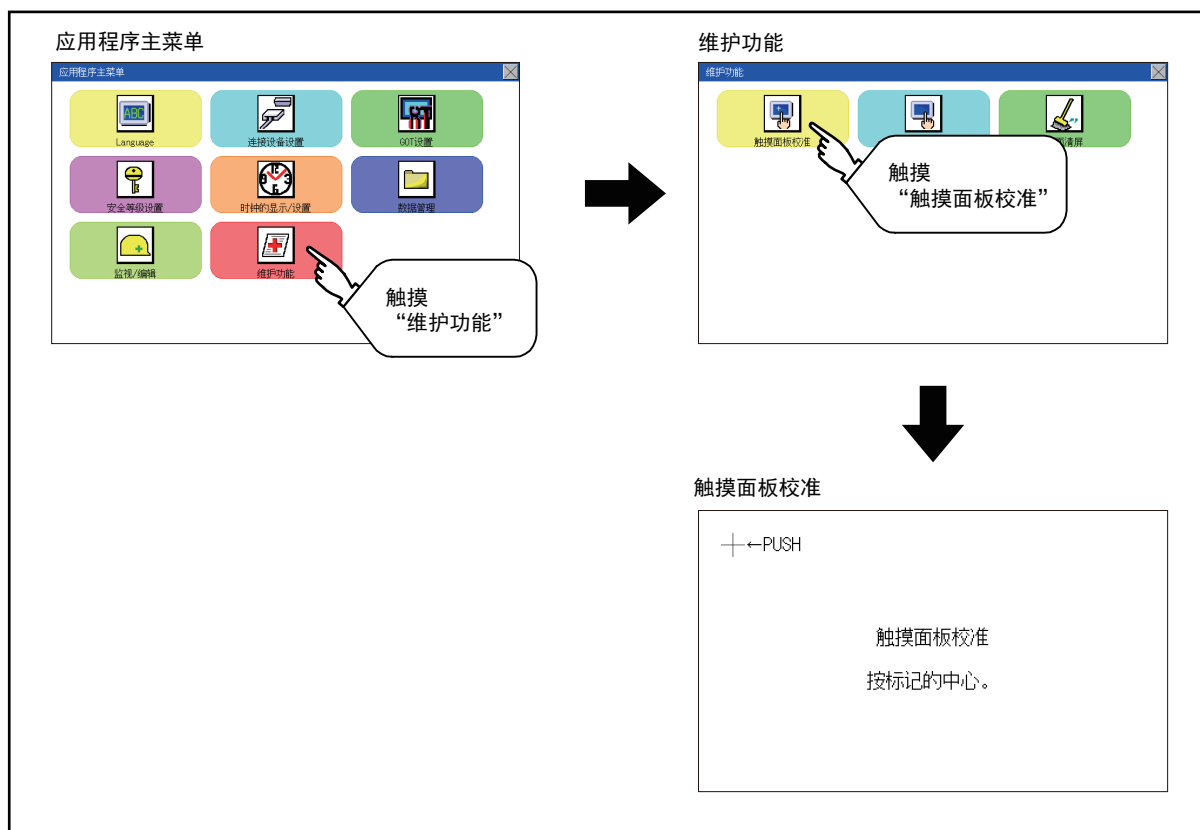 应用程序主菜单
应用程序主菜单
ABC
Language
连接设备设置
GOT设置
安全等级设置
时钟的显示/设置
数据管理
监视/编辑
维护功能
触摸
“维护功能”
维护功能
维护功能
触摸面板校准
清屏
触摸
“触摸面板校准”
触摸面板校准
←PUSH
触摸面板校准
按标记的中心。